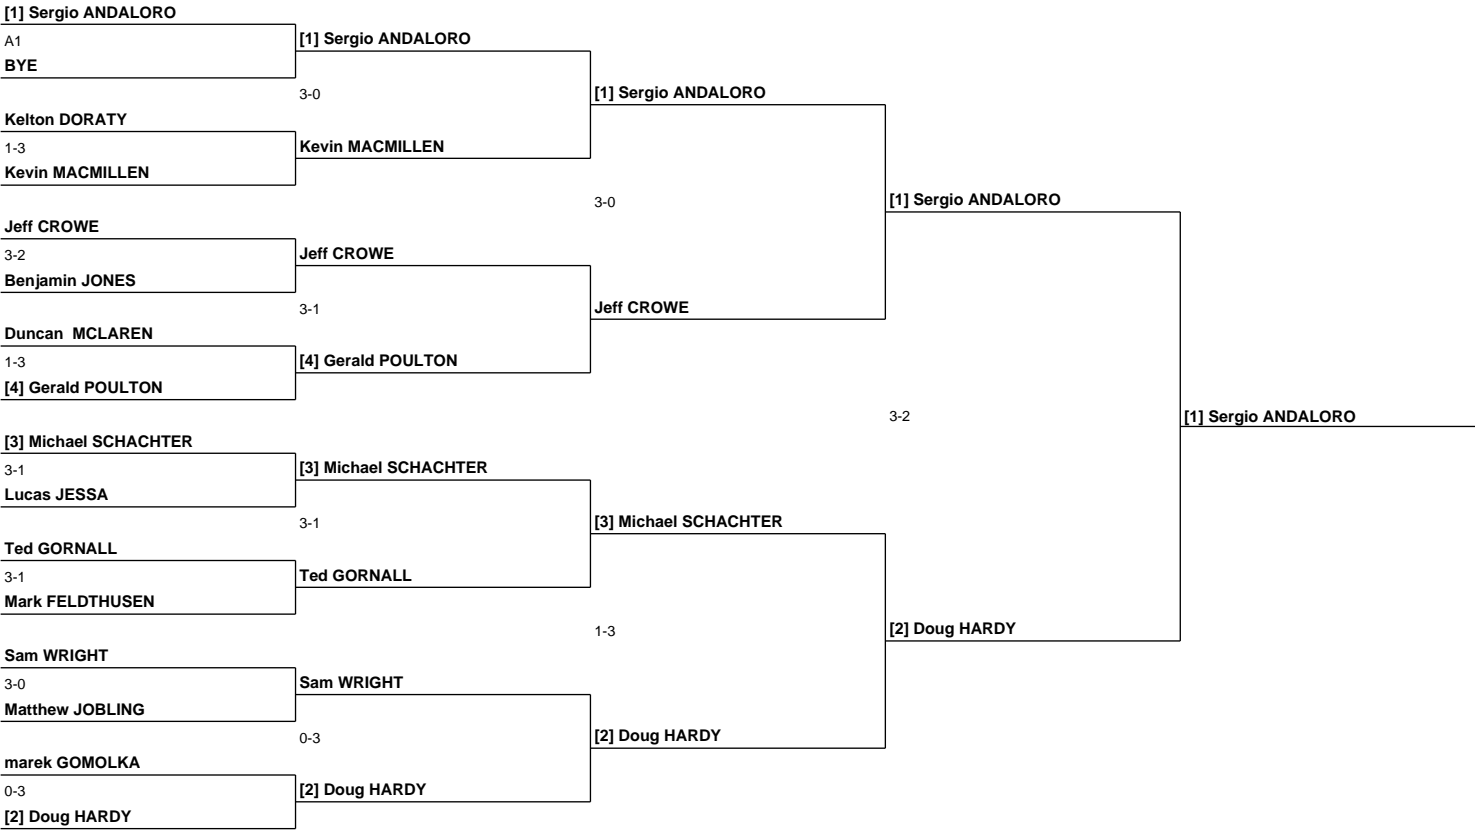 [1] Sergio ANDALORO
A1
BYE
Kelton DORATY
1-3
Kevin MACMILLEN
Jeff CROWE
3-2
Benjamin JONES
Duncan  MCLAREN
1-3
[4] Gerald POULTON
[3] Michael SCHACHTER
3-1
Lucas JESSA
Ted GORNALL
3-1
Mark FELDTHUSEN
Sam WRIGHT
3-0
Matthew JOBLING
marek GOMOLKA
0-3
[2] Doug HARDY
[1] Sergio ANDALORO
3-0
Kevin MACMILLEN
Jeff CROWE
3-1
[4] Gerald POULTON
[3] Michael SCHACHTER
3-1
Ted GORNALL
Sam WRIGHT
0-3
[2] Doug HARDY
[1] Sergio ANDALORO
3-0
Jeff CROWE
[3] Michael SCHACHTER
1-3
[2] Doug HARDY
[1] Sergio ANDALORO
3-2
[2] Doug HARDY
[1] Sergio ANDALORO